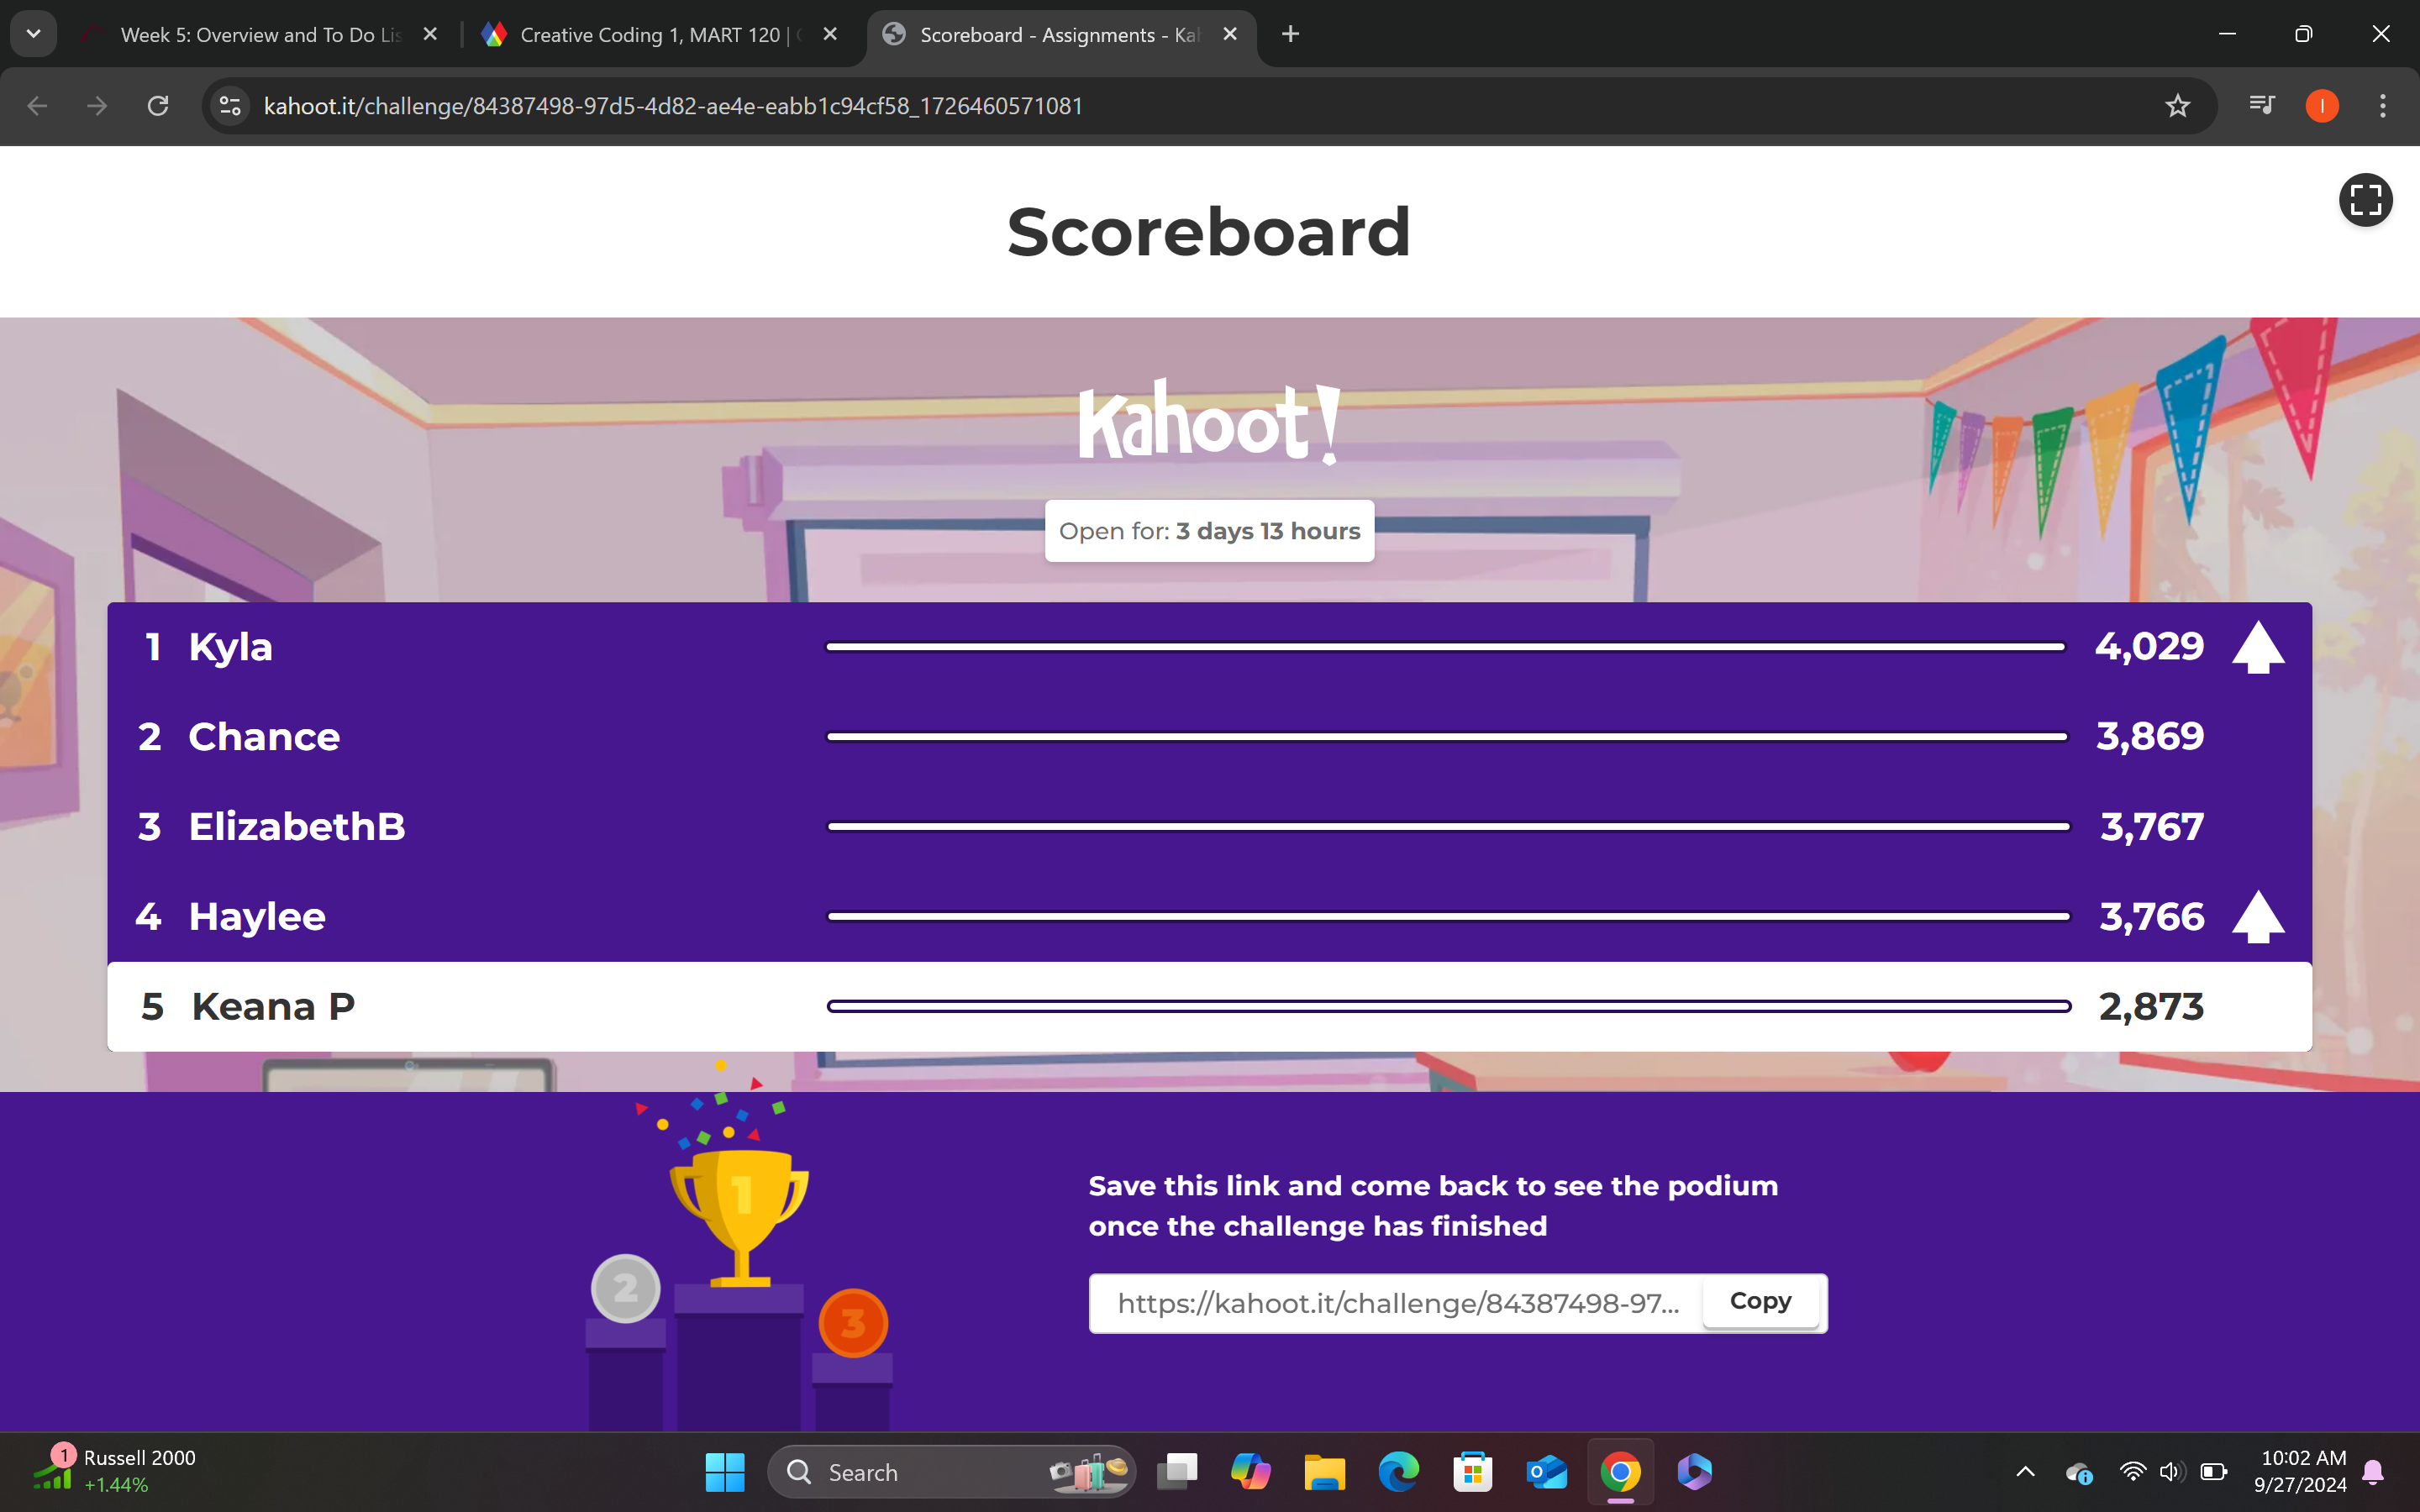 Week 5: Overview and To Do Lis
Creative Coding 1, MART 120 |
Scoreboard - Assignments - Kah
kahoot.it/challenge/84387498-97d5-4d82-ae4e-eabb1c94cf58_1726460571081
I
Scoreboard
Kahoot!
Open for: 3 days 13 hours
1 Kyla 4,029
2 Chance 3,869
3 ElizabethB 3,767
4 Haylee 3,766
5 Keana P 2,873
1
2
3
Save this link and come back to see the podium
once the challenge has finished
https://kahoot.it/challenge/84387498-97... Copy
1
Russell 2000
+1.44%
Search
10:02 AM
9/27/2024